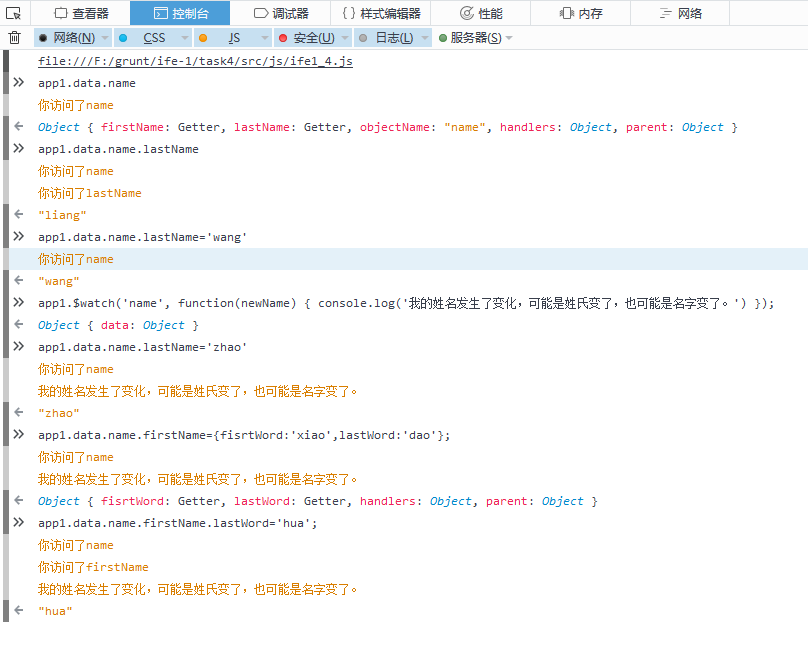 查看器 控制台 调试器 {} 样式编辑器 性能 内存 网络
网络(N) CSS JS 安全(U) 日志(L) 服务器(S)
file:///F:/grunt/ife-1/task4/src/js/ife1_4.js
app1.data.name
你访问了name
Object { firstName: Getter, lastName: Getter, objectName: "name", handlers: Object, parent: Object }
app1.data.name.lastName
你访问了name
你访问了lastName
"liang"
app1.data.name.lastName='wang'
你访问了name
"wang"
app1.$watch('name', function(newName) { console.log('我的姓名发生了变化，可能是姓氏变了，也可能是名字变了。') });
Object { data: Object }
app1.data.name.lastName='zhao'
你访问了name
我的姓名发生了变化，可能是姓氏变了，也可能是名字变了。
"zhao"
app1.data.name.firstName={fisrtWord:'xiao',lastWord:'dao'};
你访问了name
我的姓名发生了变化，可能是姓氏变了，也可能是名字变了。
Object { fisrtWord: Getter, lastWord: Getter, handlers: Object, parent: Object }
app1.data.name.firstName.lastWord='hua';
你访问了name
你访问了firstName
我的姓名发生了变化，可能是姓氏变了，也可能是名字变了。
"hua"